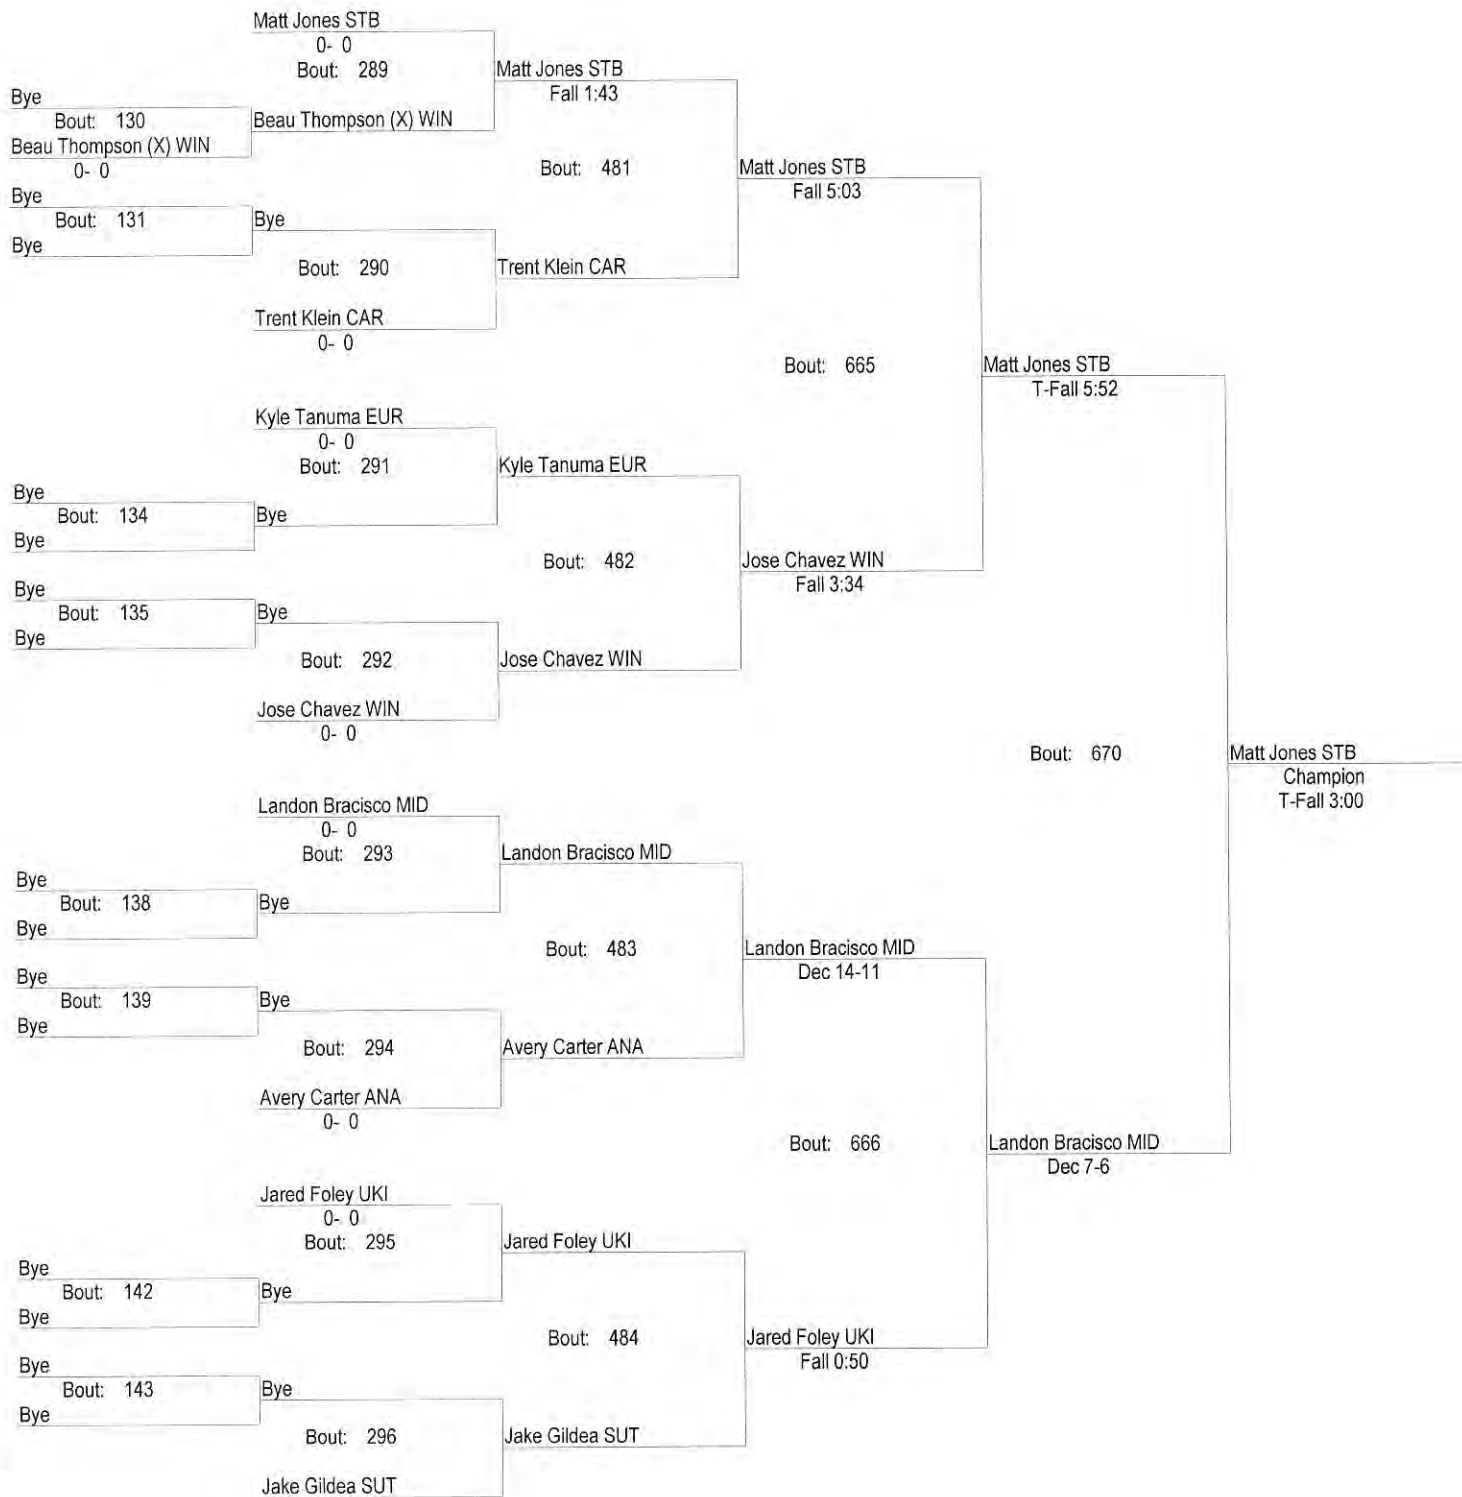 Matt Jones STB
0- 0
Bout: 289
Matt Jones STB
Fall 1:43
Bye
Bout: 130
Beau Thompson (X) WIN
Beau Thompson (X) WIN
0- 0
Bout: 481
Matt Jones STB
Fall 5:03
Bye
Bout: 131
Bye
Bye
Bout: 290
Trent Klein CAR
Trent Klein CAR
0- 0
Bout: 665
Matt Jones STB
T-Fall 5:52
Kyle Tanuma EUR
0- 0
Bout: 291
Kyle Tanuma EUR
Bye
Bout: 134
Bye
Bye
Bout: 482
Jose Chavez WIN
Fall 3:34
Bye
Bout: 135
Bye
Bye
Bout: 292
Jose Chavez WIN
Jose Chavez WIN
0- 0
Bout: 670
Matt Jones STB
Champion
T-Fall 3:00
Landon Bracisco MID
0- 0
Bout: 293
Landon Bracisco MID
Bye
Bout: 138
Bye
Bye
Bout: 483
Landon Bracisco MID
Dec 14-11
Bye
Bout: 139
Bye
Bye
Bout: 294
Avery Carter ANA
Avery Carter ANA
0- 0
Bout: 666
Landon Bracisco MID
Dec 7-6
Jared Foley UKI
0- 0
Bout: 295
Jared Foley UKI
Bye
Bout: 142
Bye
Bye
Bout: 484
Jared Foley UKI
Fall 0:50
Bye
Bout: 143
Bye
Bye
Bout: 296
Jake Gildea SUT
Jake Gildea SUT